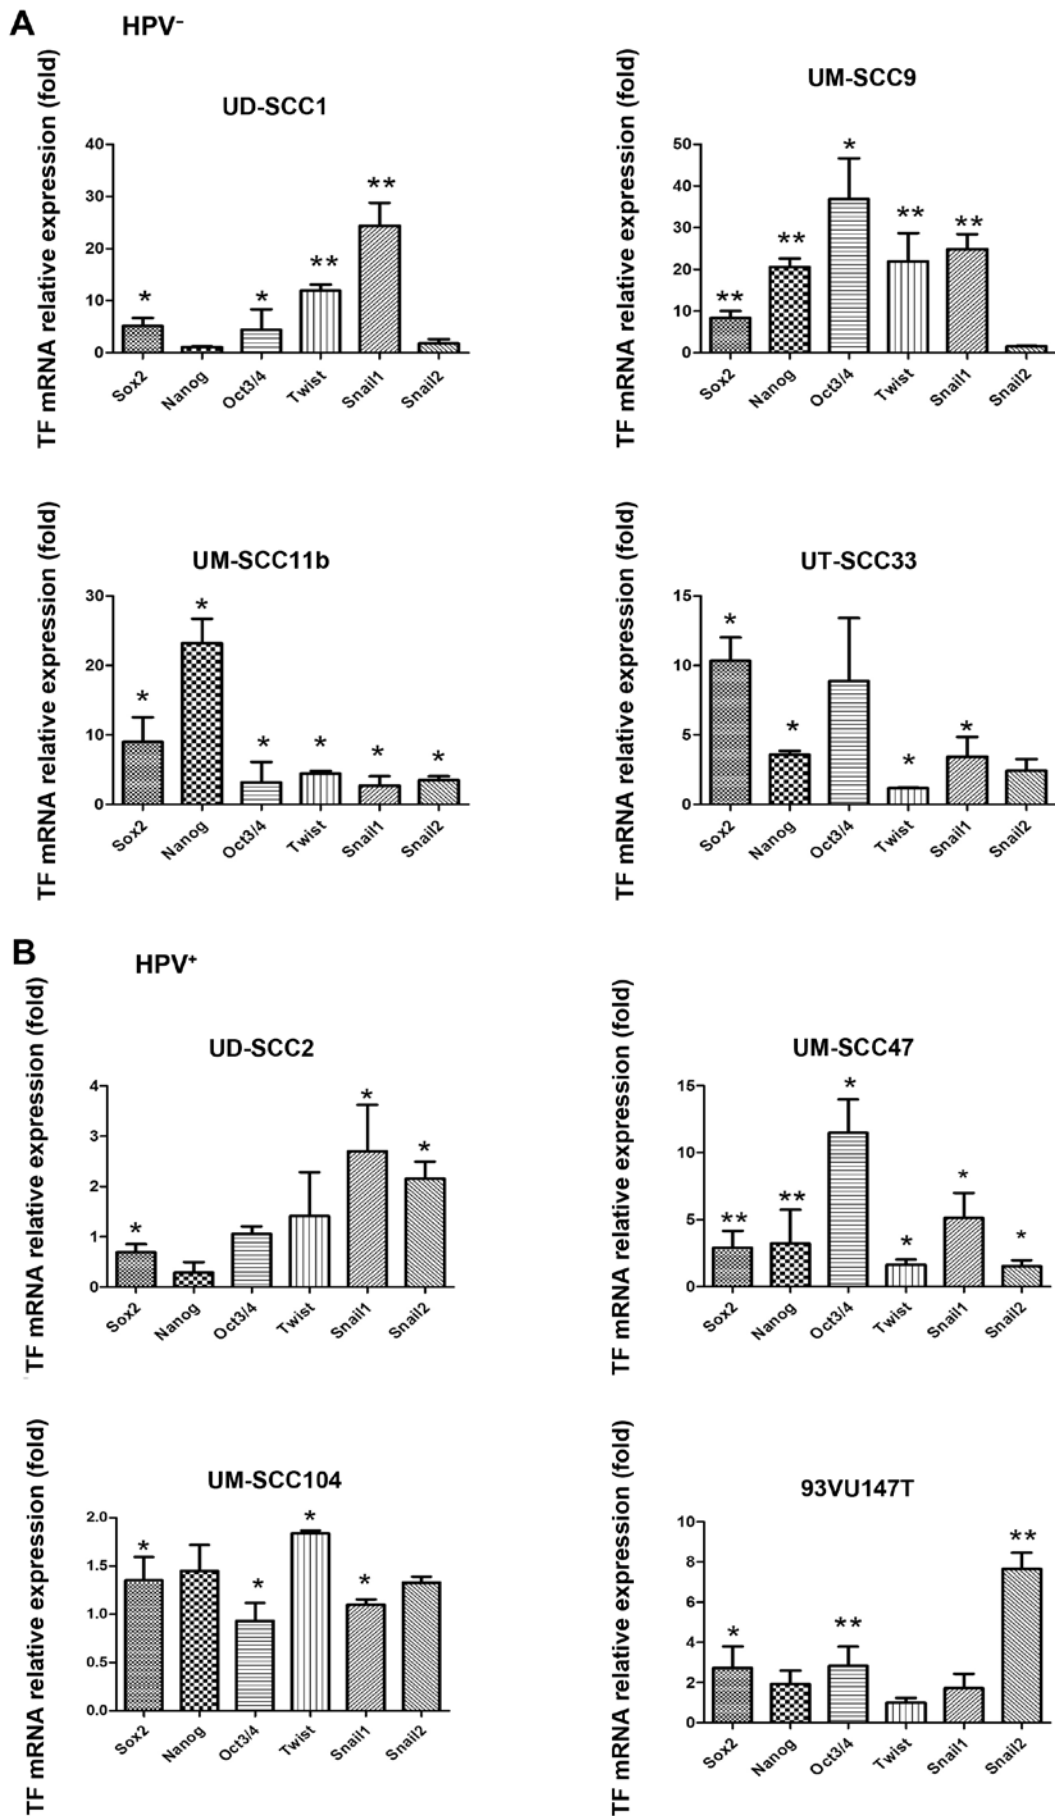 A
HPV⁻
UD-SCC1
TF mRNA relative expression (fold)
40
30
20
10
0
*
*
**
**
Sox2
Nanog
Oct3/4
Twist
Snail1
Snail2
UM-SCC9
TF mRNA relative expression (fold)
50
40
30
20
10
0
**
**
*
**
**
Sox2
Nanog
Oct3/4
Twist
Snail1
Snail2
UM-SCC11b
TF mRNA relative expression (fold)
30
20
10
0
*
*
*
*
*
*
Sox2
Nanog
Oct3/4
Twist
Snail1
Snail2
UT-SCC33
TF mRNA relative expression (fold)
15
10
5
0
*
*
*
*
Sox2
Nanog
Oct3/4
Twist
Snail1
Snail2
B
HPV⁺
UD-SCC2
TF mRNA relative expression (fold)
4
3
2
1
0
*
*
*
Sox2
Nanog
Oct3/4
Twist
Snail1
Snail2
UM-SCC47
TF mRNA relative expression (fold)
15
10
5
0
**
**
*
*
*
*
Sox2
Nanog
Oct3/4
Twist
Snail1
Snail2
UM-SCC104
TF mRNA relative expression (fold)
2.0
1.5
1.0
0.5
0.0
*
*
*
*
Sox2
Nanog
Oct3/4
Twist
Snail1
Snail2
93VU147T
TF mRNA relative expression (fold)
10
8
6
4
2
0
*
**
**
Sox2
Nanog
Oct3/4
Twist
Snail1
Snail2